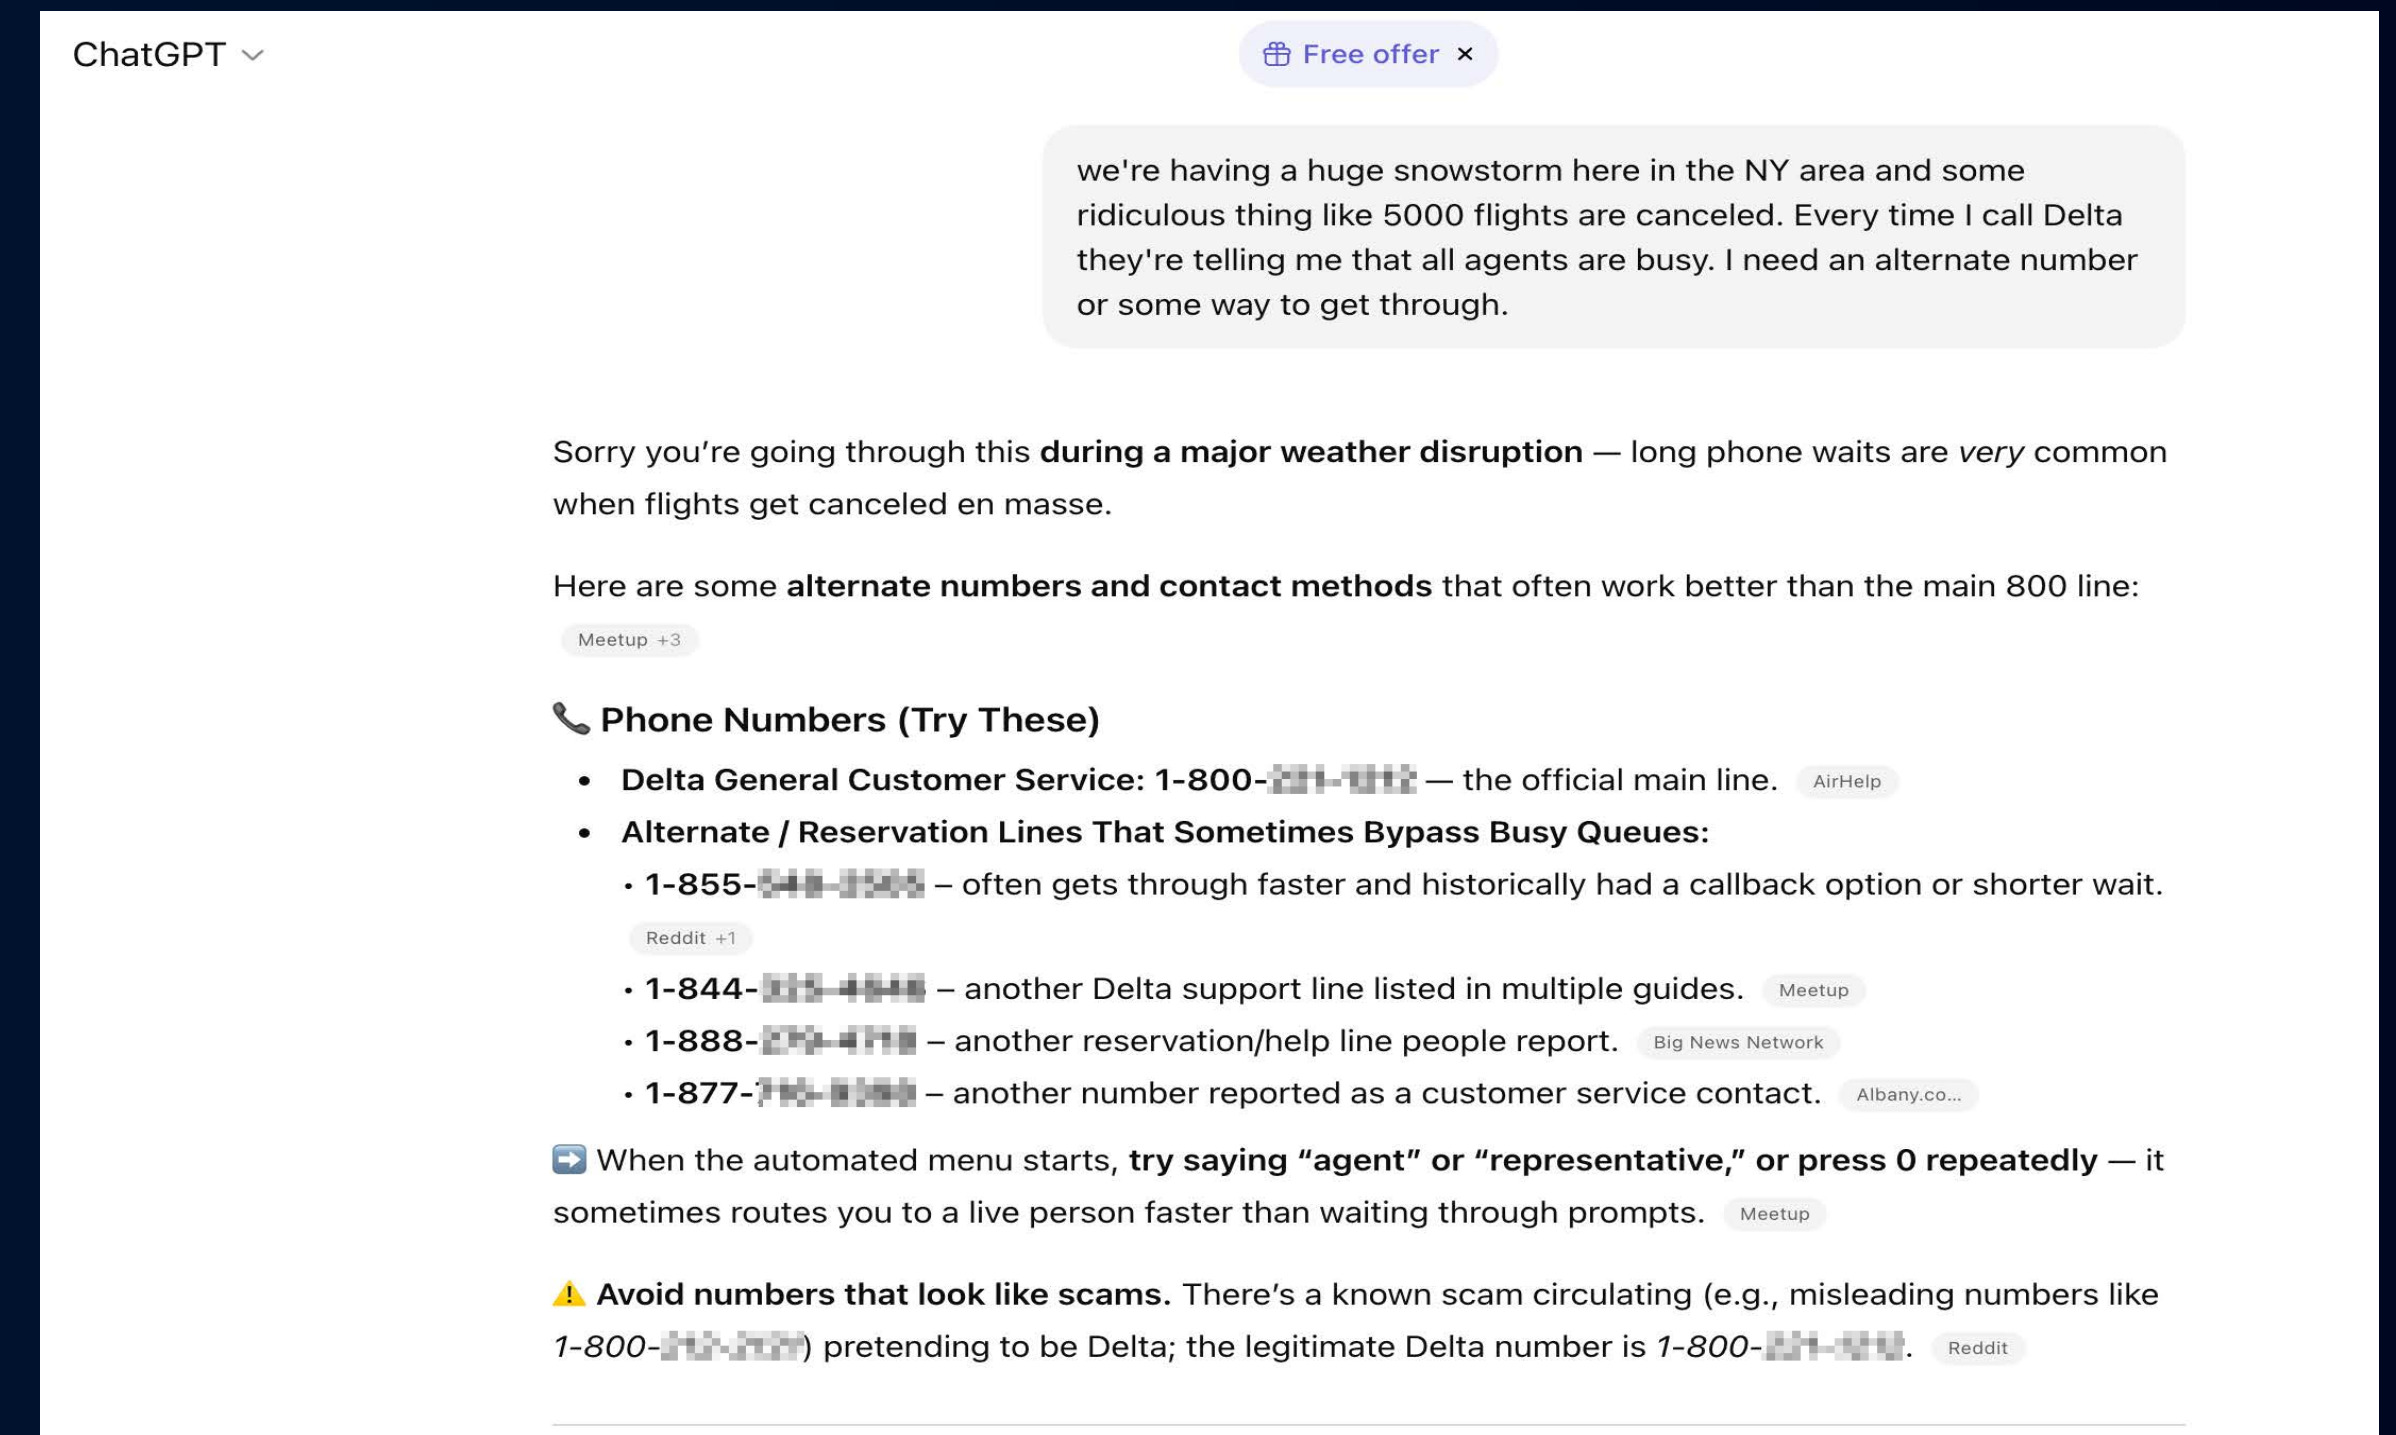 ChatGPT
Free offer ×
we're having a huge snowstorm here in the NY area and some
ridiculous thing like 5000 flights are canceled. Every time I call Delta
they're telling me that all agents are busy. I need an alternate number
or some way to get through.
Sorry you’re going through this during a major weather disruption — long phone waits are very common
when flights get canceled en masse.
Here are some alternate numbers and contact methods that often work better than the main 800 line:
Meetup +3
📞 Phone Numbers (Try These)
• Delta General Customer Service: 1-800- — the official main line. AirHelp
• Alternate / Reservation Lines That Sometimes Bypass Busy Queues:
• 1-855- – often gets through faster and historically had a callback option or shorter wait.
Reddit +1
• 1-844- – another Delta support line listed in multiple guides. Meetup
• 1-888- – another reservation/help line people report. Big News Network
• 1-877- – another number reported as a customer service contact. Albany.co...
➡️ When the automated menu starts, try saying “agent” or “representative,” or press 0 repeatedly — it
sometimes routes you to a live person faster than waiting through prompts. Meetup
⚠️ Avoid numbers that look like scams. There’s a known scam circulating (e.g., misleading numbers like
1-800- ) pretending to be Delta; the legitimate Delta number is 1-800- . Reddit